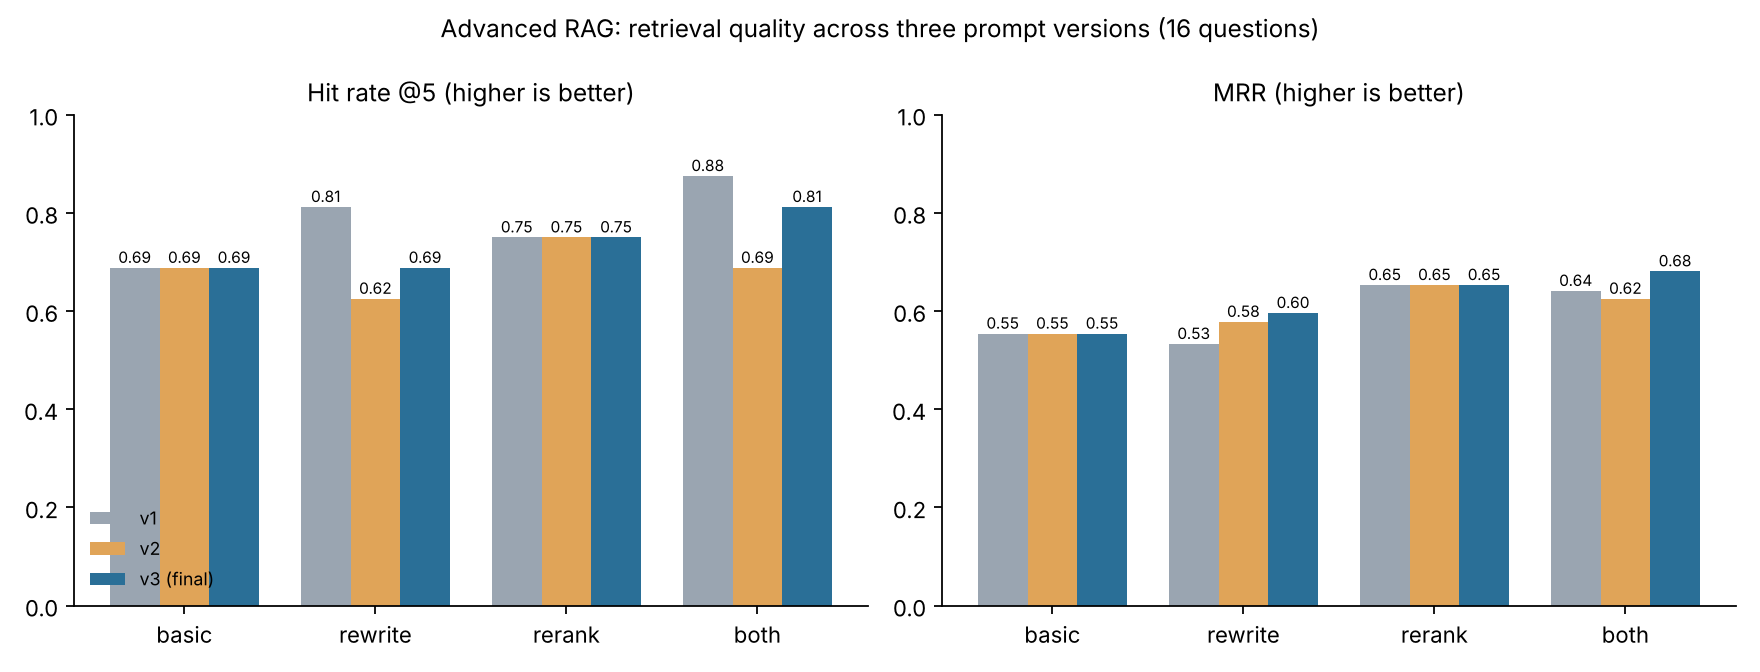 Advanced RAG: retrieval quality across three prompt versions (16 questions)
Hit rate @5 (higher is better)
1.0
0.8
0.6
0.4
0.2
0.0
0.69 0.69 0.69
0.81
0.62
0.69
0.75 0.75 0.75
0.88
0.69
0.81
v1
v2
v3 (final)
basic rewrite rerank both
MRR (higher is better)
1.0
0.8
0.6
0.4
0.2
0.0
0.55 0.55 0.55
0.53
0.58
0.60
0.65 0.65 0.65
0.64
0.62
0.68
basic rewrite rerank both